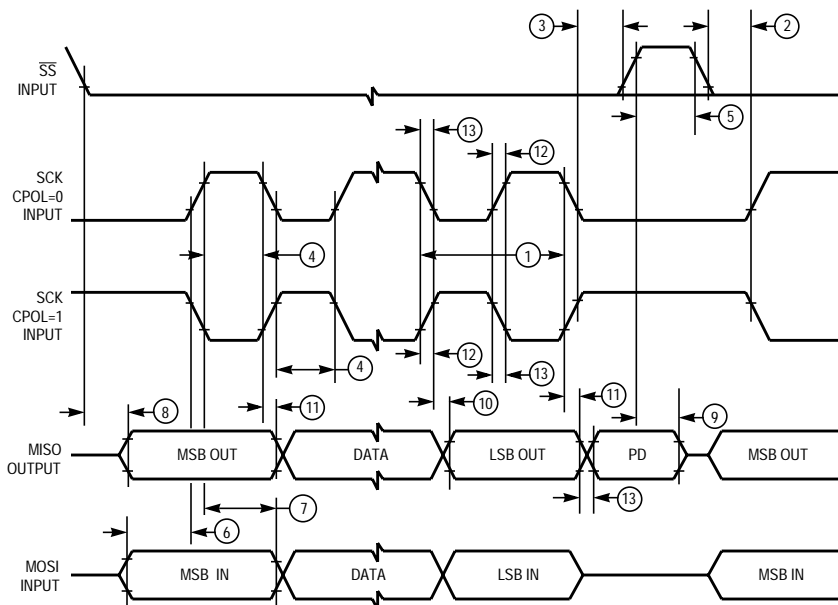 3
2
SS
INPUT
5
13
12
SCK
CPOL=0
INPUT
4
1
SCK
CPOL=1
INPUT
12
4
13
8
11
10
11
9
MISO
OUTPUT
MSB OUT
DATA
LSB OUT
PD
MSB OUT
13
7
6
MOSI
INPUT
MSB IN
DATA
LSB IN
MSB IN